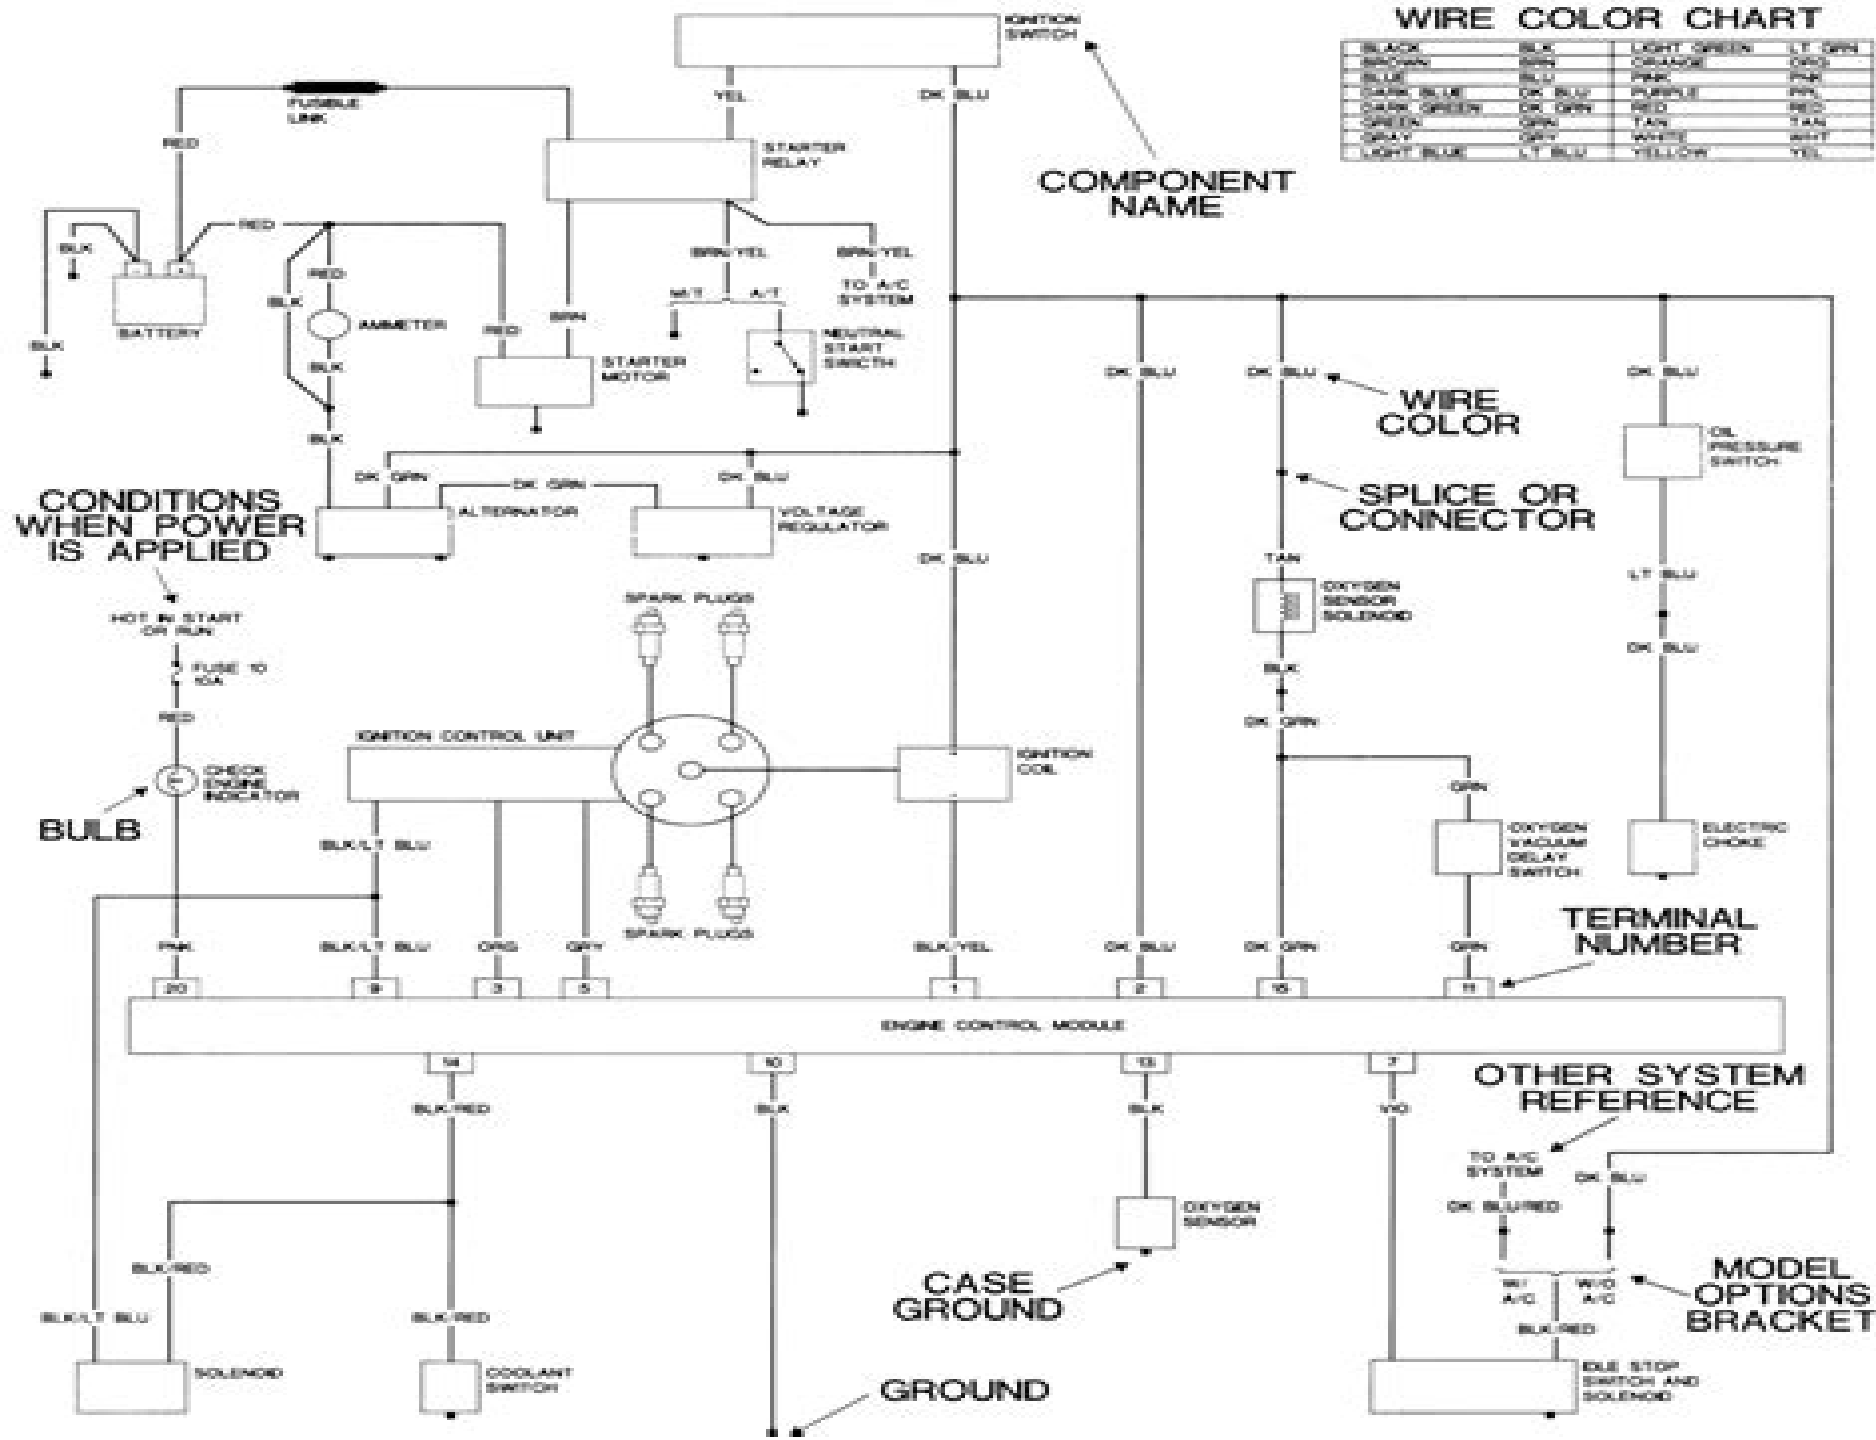 IGNITION
SWITCH
WIRE COLOR CHART
BLACK BLK LIGHT GREEN LT GRN
BROWN BRN ORANGE ORG
BLUE BLU PINK PNK
DARK BLUE DK BLU PURPLE PPL
DARK GREEN DK GRN RED RED
GREEN GRN TAN TAN
GRAY GRY WHITE WHT
LIGHT BLUE LT BLU YELLOW YEL
YEL
DK BLU
FUSIBLE
LINK
RED
STARTER
RELAY
COMPONENT
NAME
BLK
RED
BRN/YEL
BRN/YEL
TO A/C
SYSTEM
RED
BLK
M/T
A/T
BATTERY
BLK
AMMETER
RED
BRN
NEUTRAL
START
SWICTH
BLK
STARTER
MOTOR
DK BLU
DK BLU
DK BLU
WIRE
COLOR
BLK
OIL
PRESSURE
SWITCH
DK GRN
DK GRN
DK BLU
SPLICE OR
CONNECTOR
CONDITIONS
WHEN POWER
IS APPLIED
ALTERNATOR
VOLTAGE
REGULATOR
DK BLU
TAN
LT BLU
OXYGEN
SENSOR
SOLENOID
HOT IN START
OR RUN
SPARK PLUGS
FUSE 10
10A
BLK
DK BLU
RED
DK GRN
IGNITION CONTROL UNIT
IGNITION
COIL
CHECK
ENGINE
INDICATOR
GRN
BULB
BLK/LT BLU
OXYGEN
VACUUM
DELAY
SWITCH
ELECTRIC
CHOKE
SPARK PLUGS
TERMINAL
NUMBER
PNK
BLK/LT BLU
ORG
GRY
BLK/YEL
DK BLU
DK GRN
GRN
20
9
3
5
1
2
15
11
ENGINE CONTROL MODULE
14
10
13
7
OTHER SYSTEM
REFERENCE
BLK/RED
BLK
BLK
VIO
TO A/C
SYSTEM
DK BLU
DK BLU/RED
OXYGEN
SENSOR
BLK/RED
CASE
GROUND
W/
A/C
W/O
A/C
MODEL
OPTIONS
BRACKET
BLK/LT BLU
BLK/RED
BLK/RED
SOLENOID
COOLANT
SWITCH
GROUND
IDLE STOP
SWITCH AND
SOLENOID